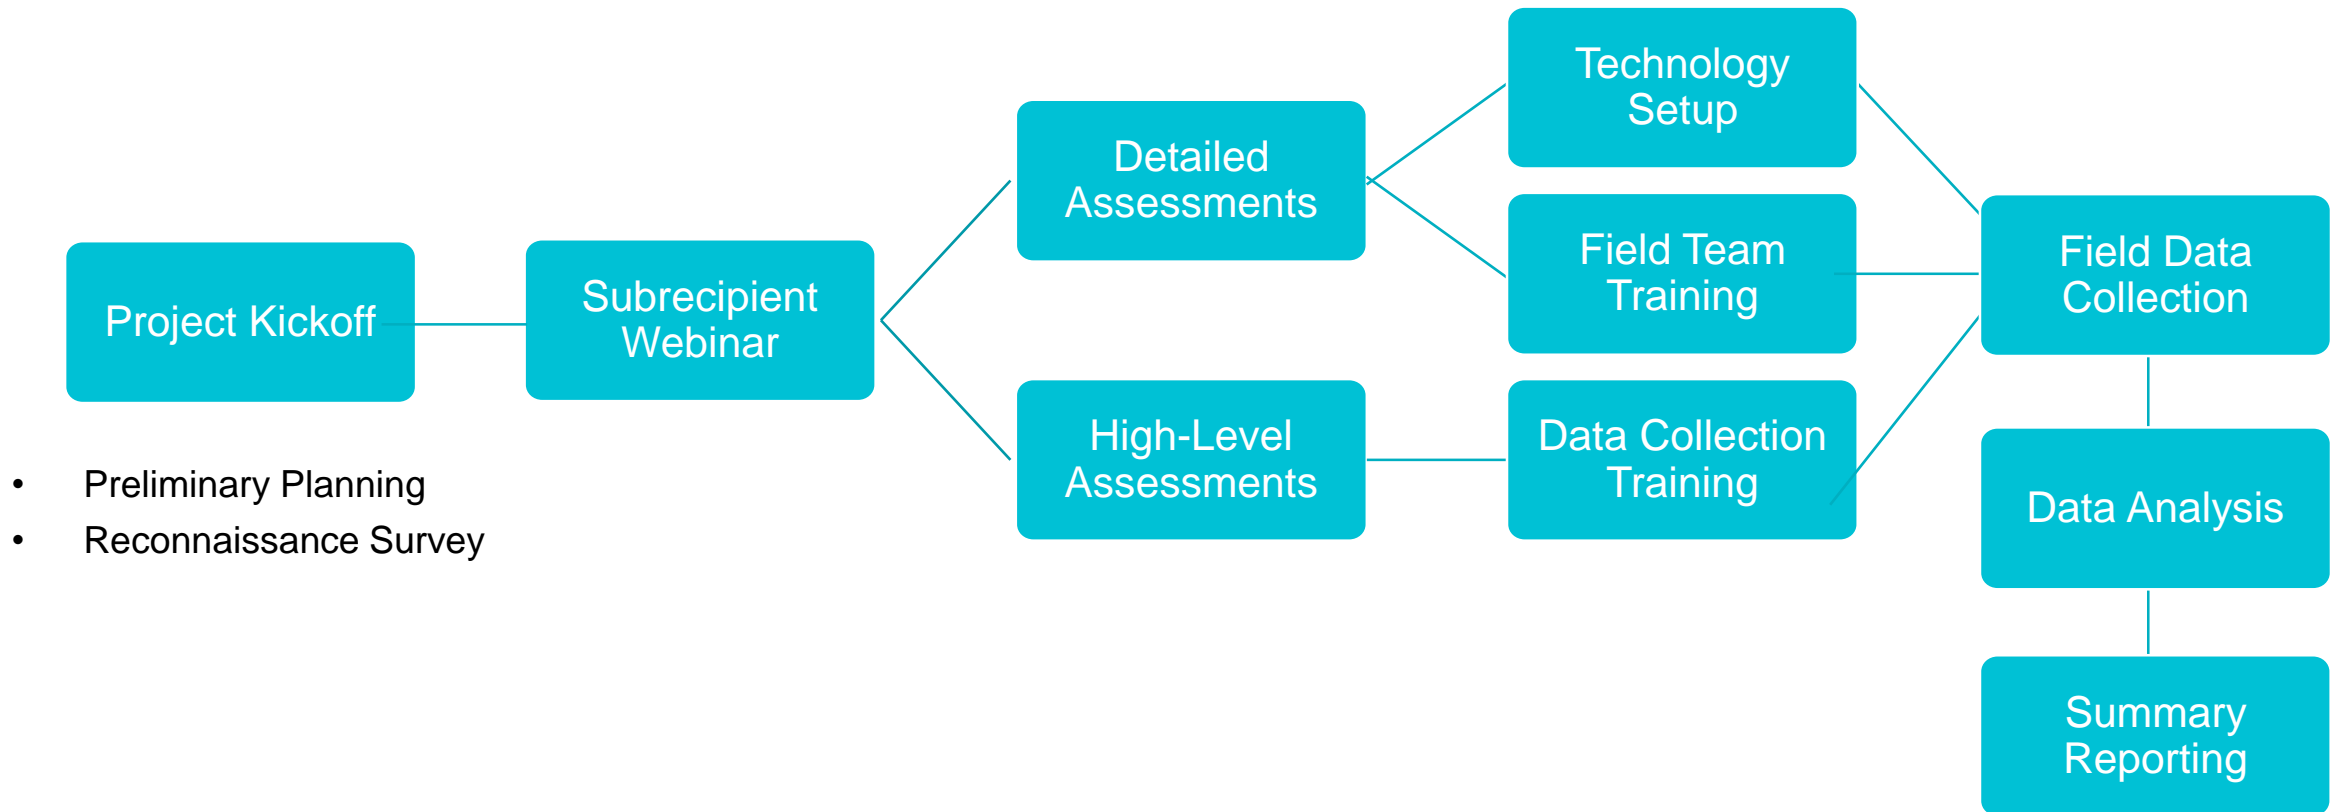 Project Kickoff
• Preliminary Planning
• Reconnaissance Survey
Subrecipient
Webinar
Detailed
Assessments
High-Level
Assessments
Technology
Setup
Field Team
Training
Data Collection
Training
Field Data
Collection
Data Analysis
Summary
Reporting